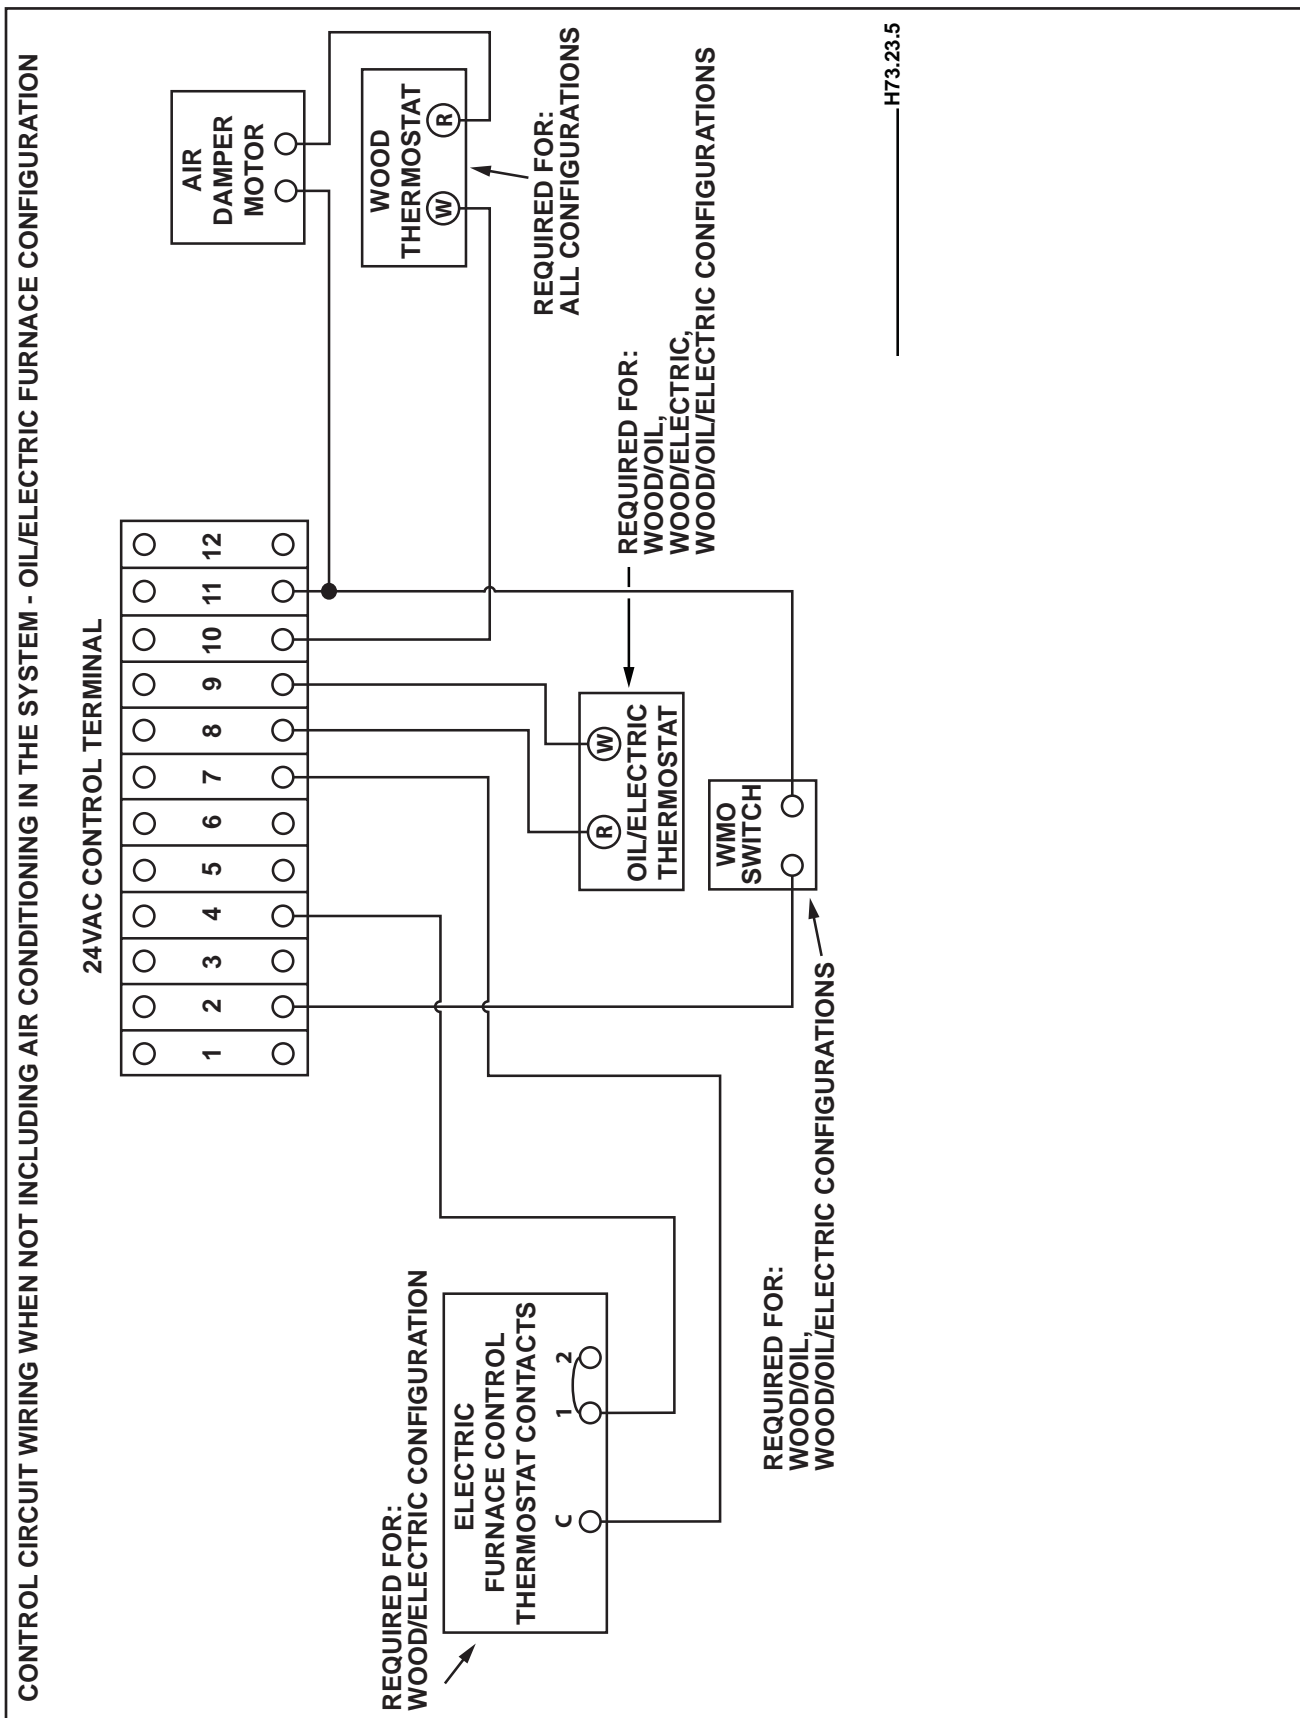 CONTROL CIRCUIT WIRING WHEN NOT INCLUDING AIR CONDITIONING IN THE SYSTEM - OIL/ELECTRIC FURNACE CONFIGURATION
24VAC CONTROL TERMINAL
1 2 3 4 5 6 7 8 9 10 11 12
AIR
DAMPER
MOTOR
WOOD
THERMOSTAT
W R
REQUIRED FOR:
ALL CONFIGURATIONS
REQUIRED FOR:
WOOD/OIL,
WOOD/ELECTRIC,
WOOD/OIL/ELECTRIC CONFIGURATIONS
R W
OIL/ELECTRIC
THERMOSTAT
WMO
SWITCH
REQUIRED FOR:
WOOD/OIL,
WOOD/OIL/ELECTRIC CONFIGURATIONS
REQUIRED FOR:
WOOD/ELECTRIC CONFIGURATION
ELECTRIC
FURNACE CONTROL
THERMOSTAT CONTACTS
C 1 2
H73.23.5